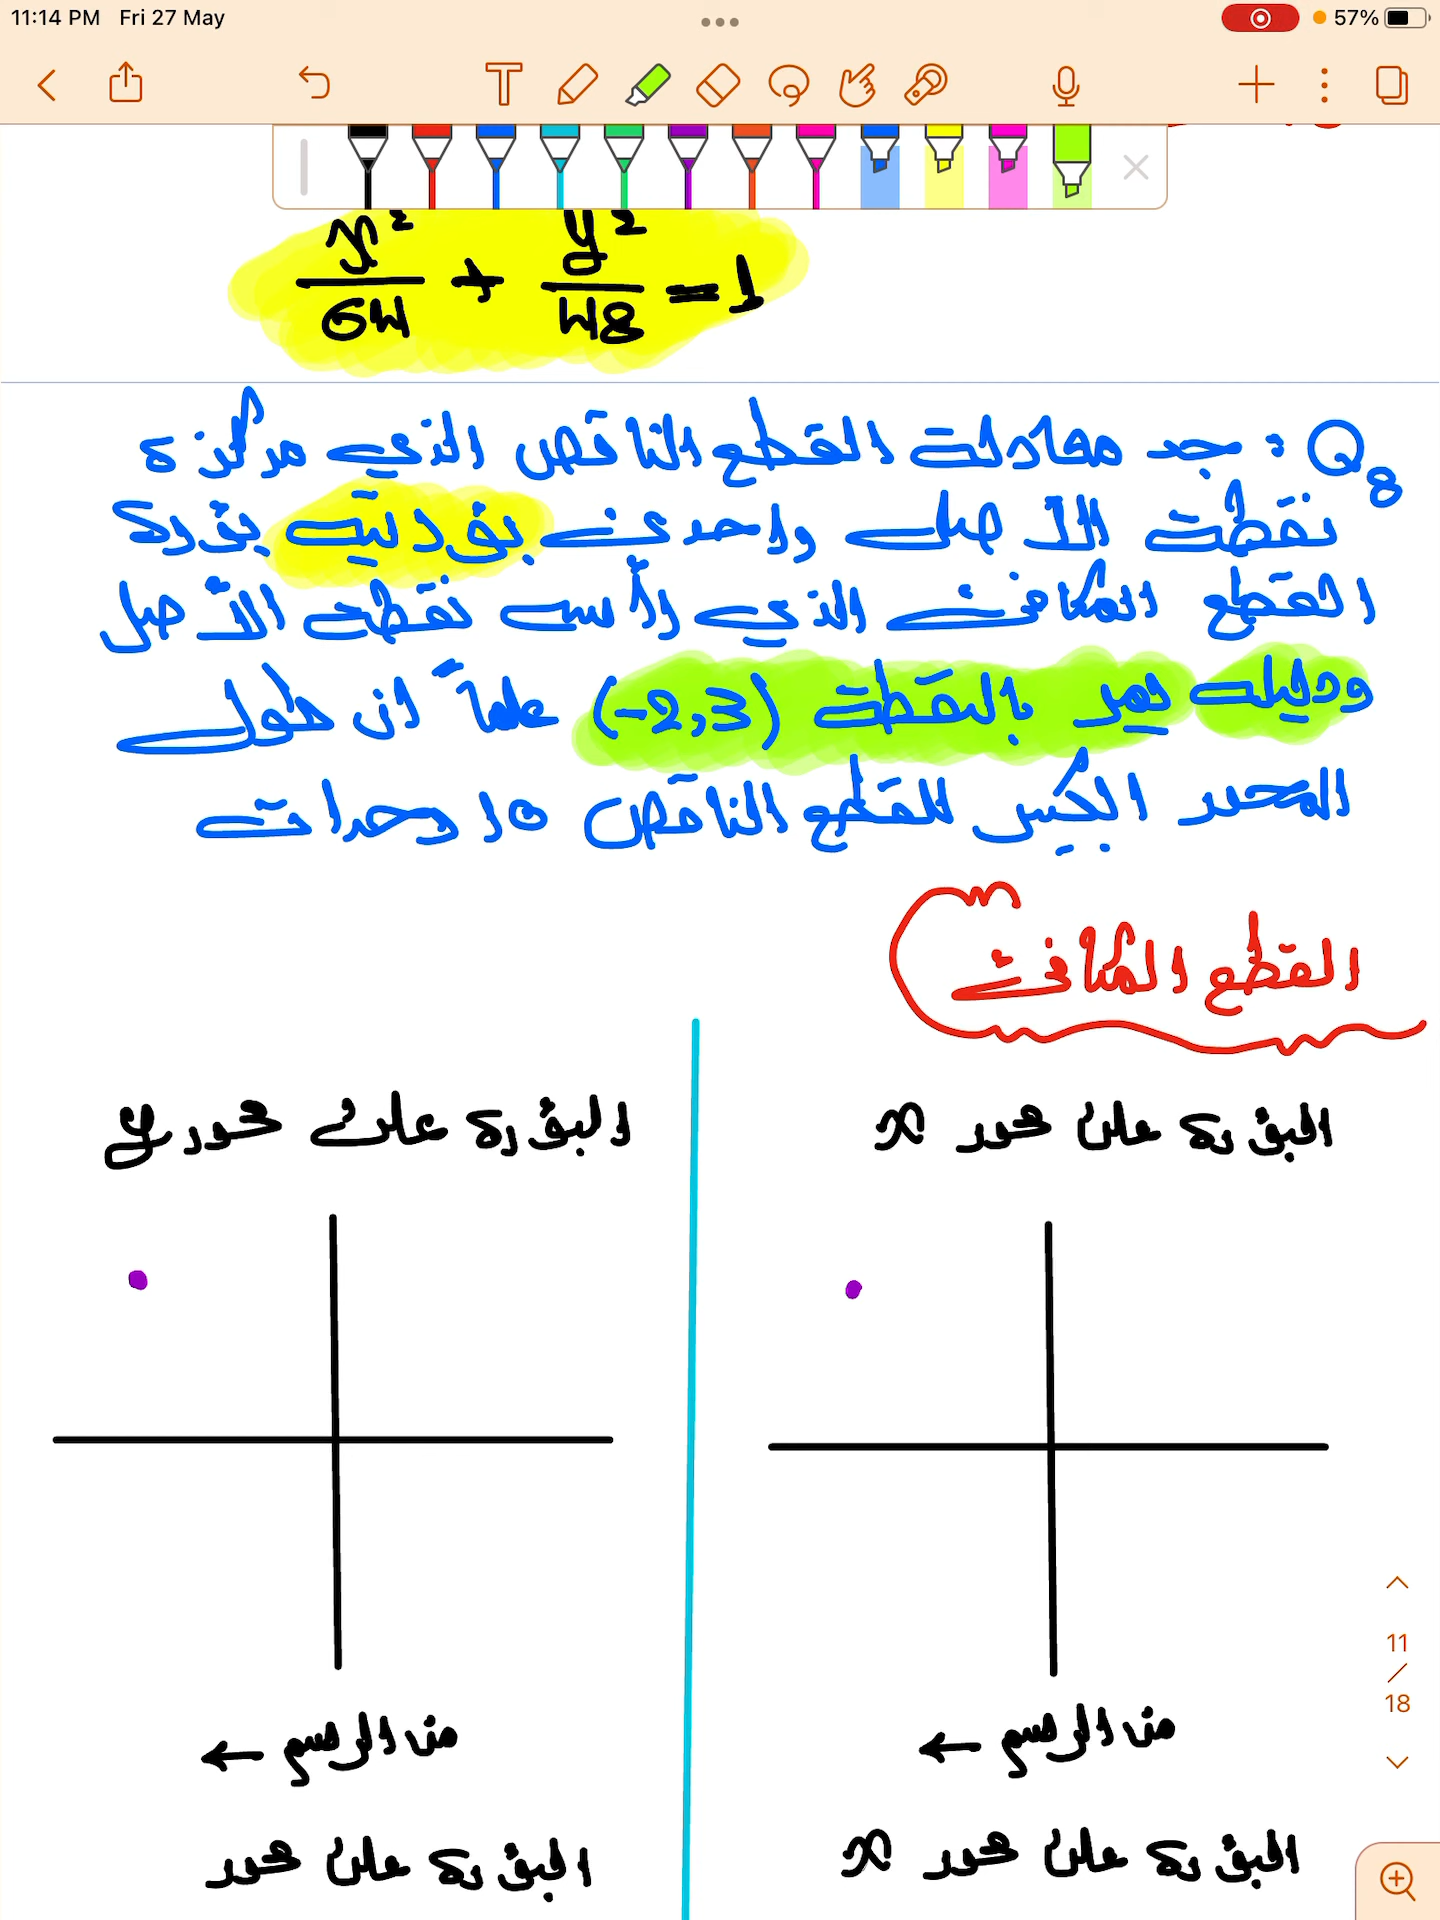 11:14 PM Fri 27 May
57%
x²/64 + y²/48 = 1
Q8: جد معادلة القطع الناقص الذي مركزه
نقطة الأصل واحدى بؤرتيه بؤرة
القطع المكافئ الذي رأسه نقطة الأصل
ودليله يمر بالنقطة (-2,3) علماً ان طول
المحور الكبير للقطع الناقص 10 وحدات
القطع المكافئ
البؤرة على محور x
البؤرة على محور y
من الرسم ←
من الرسم ←
البؤرة على محور x
البؤرة على محور
11
/
18